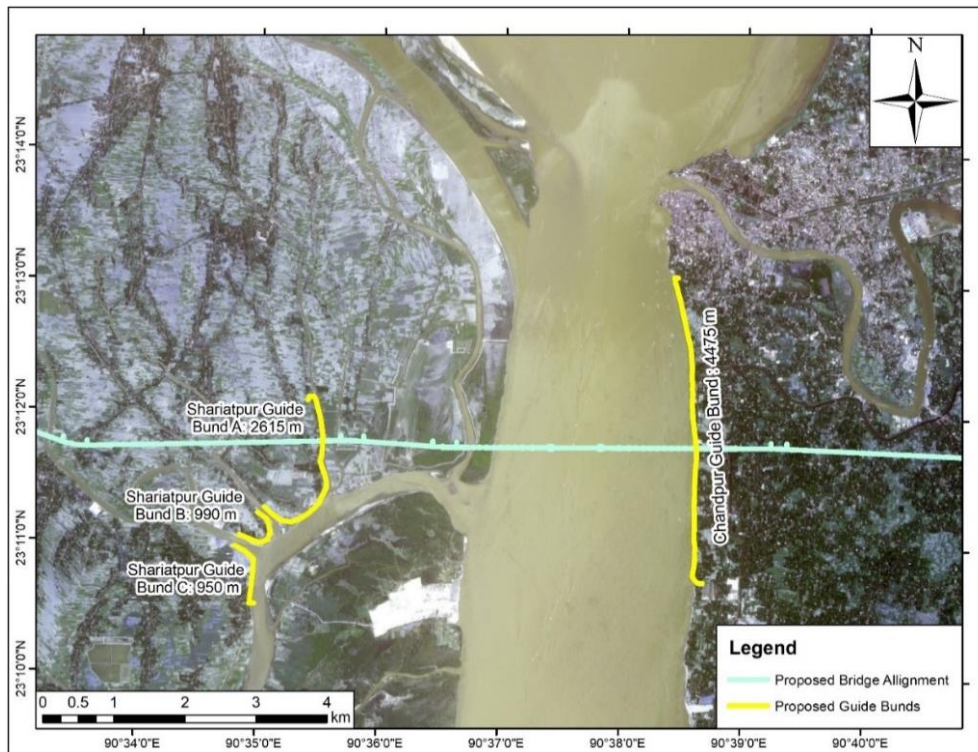 N
23°14'0"N
23°13'0"N
23°12'0"N
23°11'0"N
23°10'0"N
Shariatpur Guide
Bund A: 2615 m
Shariatpur Guide
Bund B: 990 m
Shariatpur Guide
Bund C: 950 m
Chandpur Guide Bund : 4475 m
Legend
Proposed Bridge Allignment
Proposed Guide Bunds
0 0.5 1 2 3 4
km
90°34'0"E 90°35'0"E 90°36'0"E 90°37'0"E 90°38'0"E 90°39'0"E 90°40'0"E